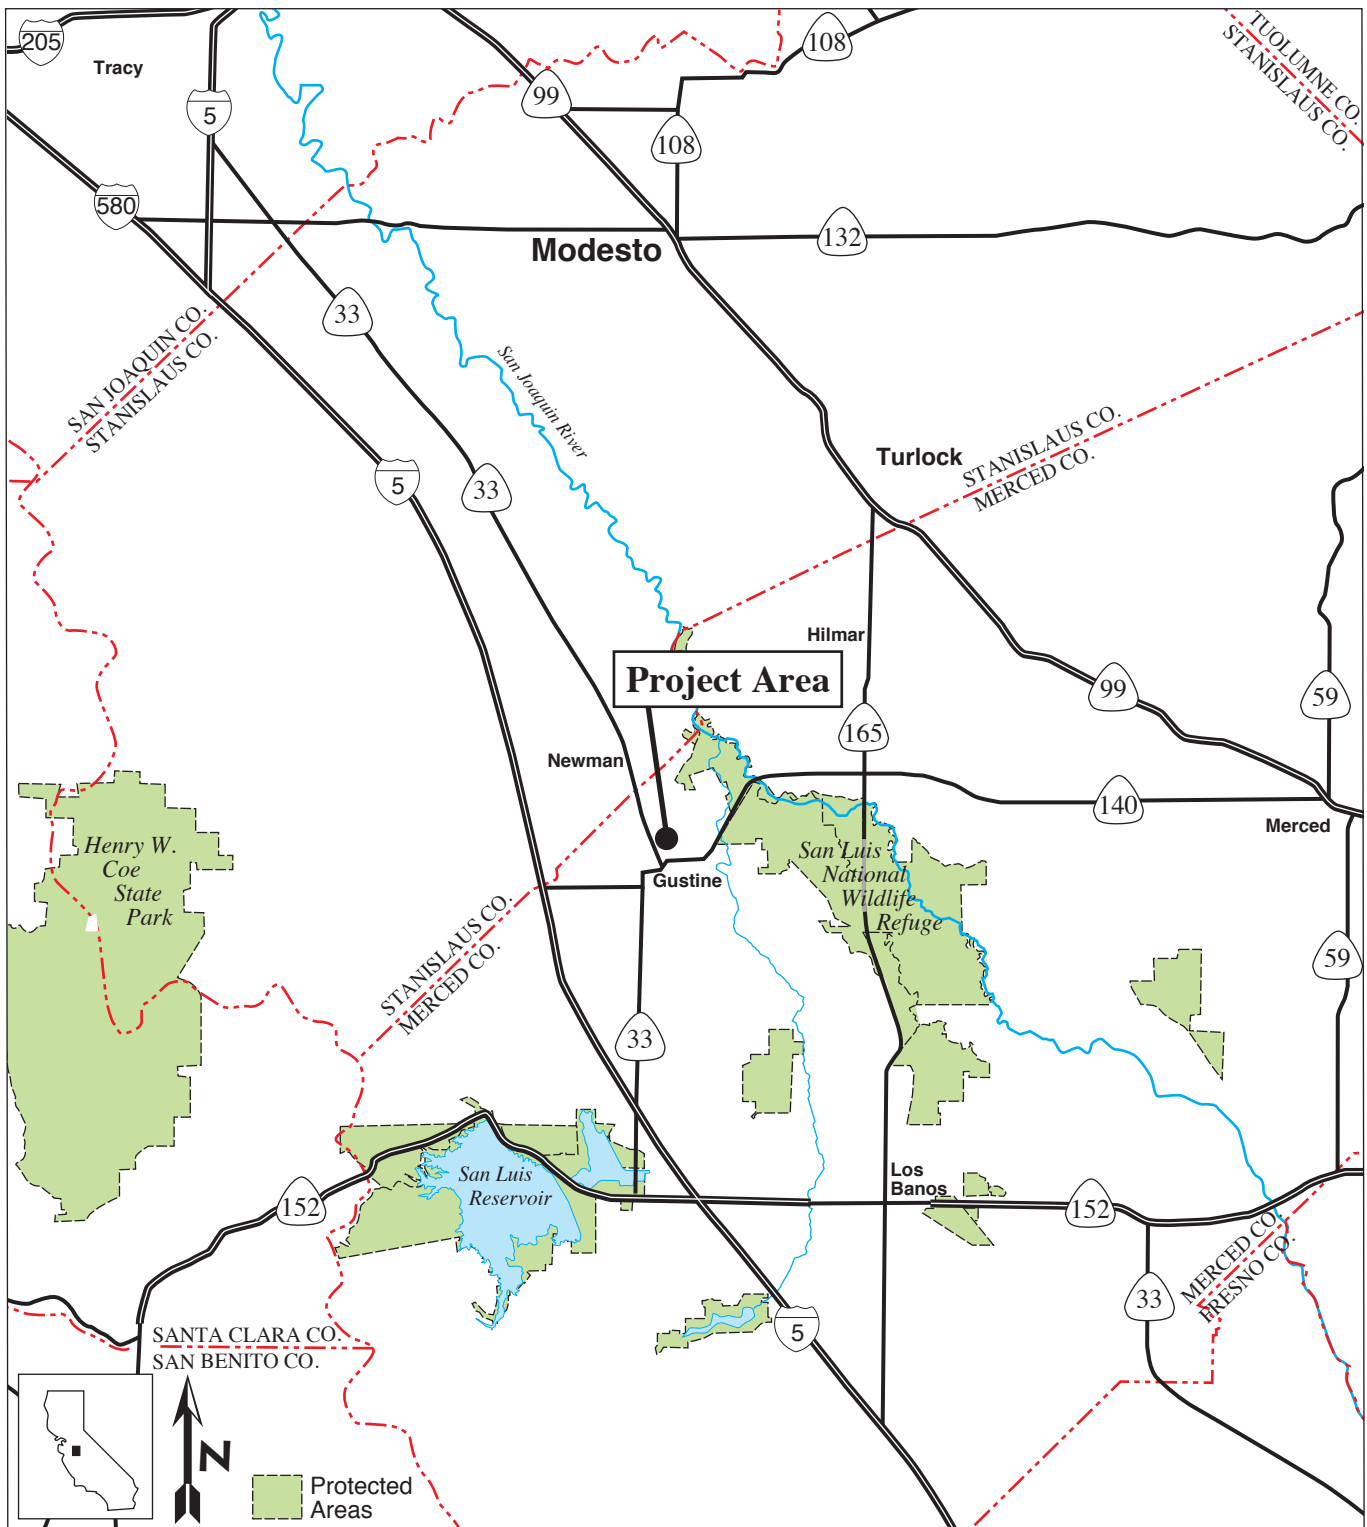 205
Tracy
5
99
108
TUOLUMNE CO.
STANISLAUS CO.
108
580
Modesto
132
33
SAN JOAQUIN CO.
STANISLAUS CO.
San Joaquin River
5
33
Turlock
STANISLAUS CO.
MERCED CO.
Hilmar
Project Area
99
59
165
Newman
140
Merced
Henry W.
Coe
State
Park
San Luis
National
Wildlife
Refuge
Gustine
STANISLAUS CO.
MERCED CO.
59
33
San Luis
Reservoir
Los
Banos
152
152
MERCED CO.
FRESNO CO.
33
5
SANTA CLARA CO.
SAN BENITO CO.
N
Protected
Areas